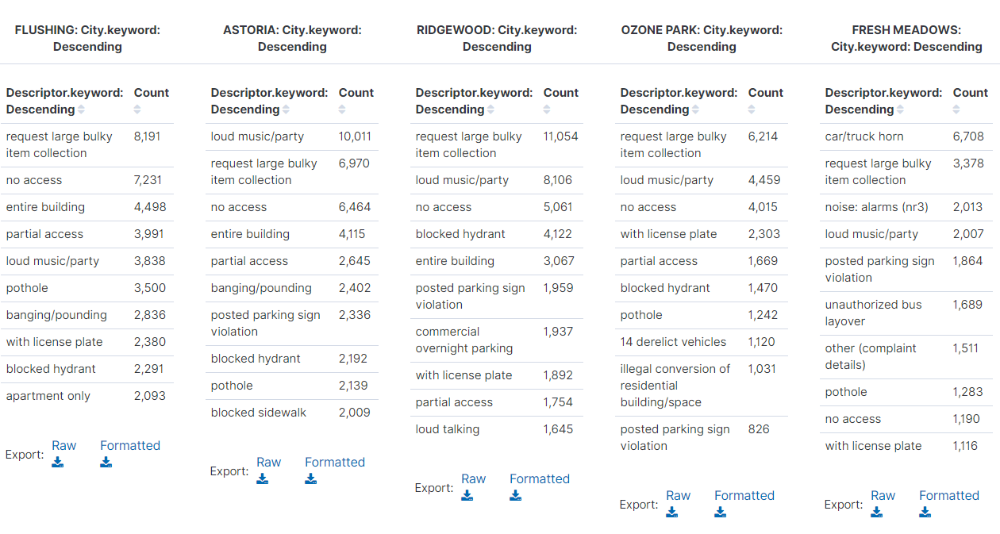 FLUSHING: City.keyword:
Descending
Descriptor.keyword:
Descending
Count
request large bulky
item collection
8,191
no access 7,231
entire building 4,498
partial access 3,991
loud music/party 3,838
pothole 3,500
banging/pounding 2,836
with license plate 2,380
blocked hydrant 2,291
apartment only 2,093
Export: Raw Formatted
ASTORIA: City.keyword:
Descending
Descriptor.keyword:
Descending
Count
loud music/party 10,011
request large bulky
item collection
6,970
no access 6,464
entire building 4,115
partial access 2,645
banging/pounding 2,402
posted parking sign
violation
2,336
blocked hydrant 2,192
pothole 2,139
blocked sidewalk 2,009
Export: Raw Formatted
RIDGEWOOD: City.keyword:
Descending
Descriptor.keyword:
Descending
Count
request large bulky
item collection
11,054
loud music/party 8,106
no access 5,061
blocked hydrant 4,122
entire building 3,067
posted parking sign
violation
1,959
commercial
overnight parking
1,937
with license plate 1,892
partial access 1,754
loud talking 1,645
Export: Raw Formatted
OZONE PARK: City.keyword:
Descending
Descriptor.keyword:
Descending
Count
request large bulky
item collection
6,214
loud music/party 4,459
no access 4,015
with license plate 2,303
partial access 1,669
blocked hydrant 1,470
pothole 1,242
14 derelict vehicles 1,120
illegal conversion of
residential
building/space
1,031
posted parking sign
violation
826
Export: Raw Formatted
FRESH MEADOWS:
City.keyword: Descending
Descriptor.keyword:
Descending
Count
car/truck horn 6,708
request large bulky
item collection
3,378
noise: alarms (nr3) 2,013
loud music/party 2,007
posted parking sign
violation
1,864
unauthorized bus
layover
1,689
other (complaint
details)
1,511
pothole 1,283
no access 1,190
with license plate 1,116
Export: Raw Formatted